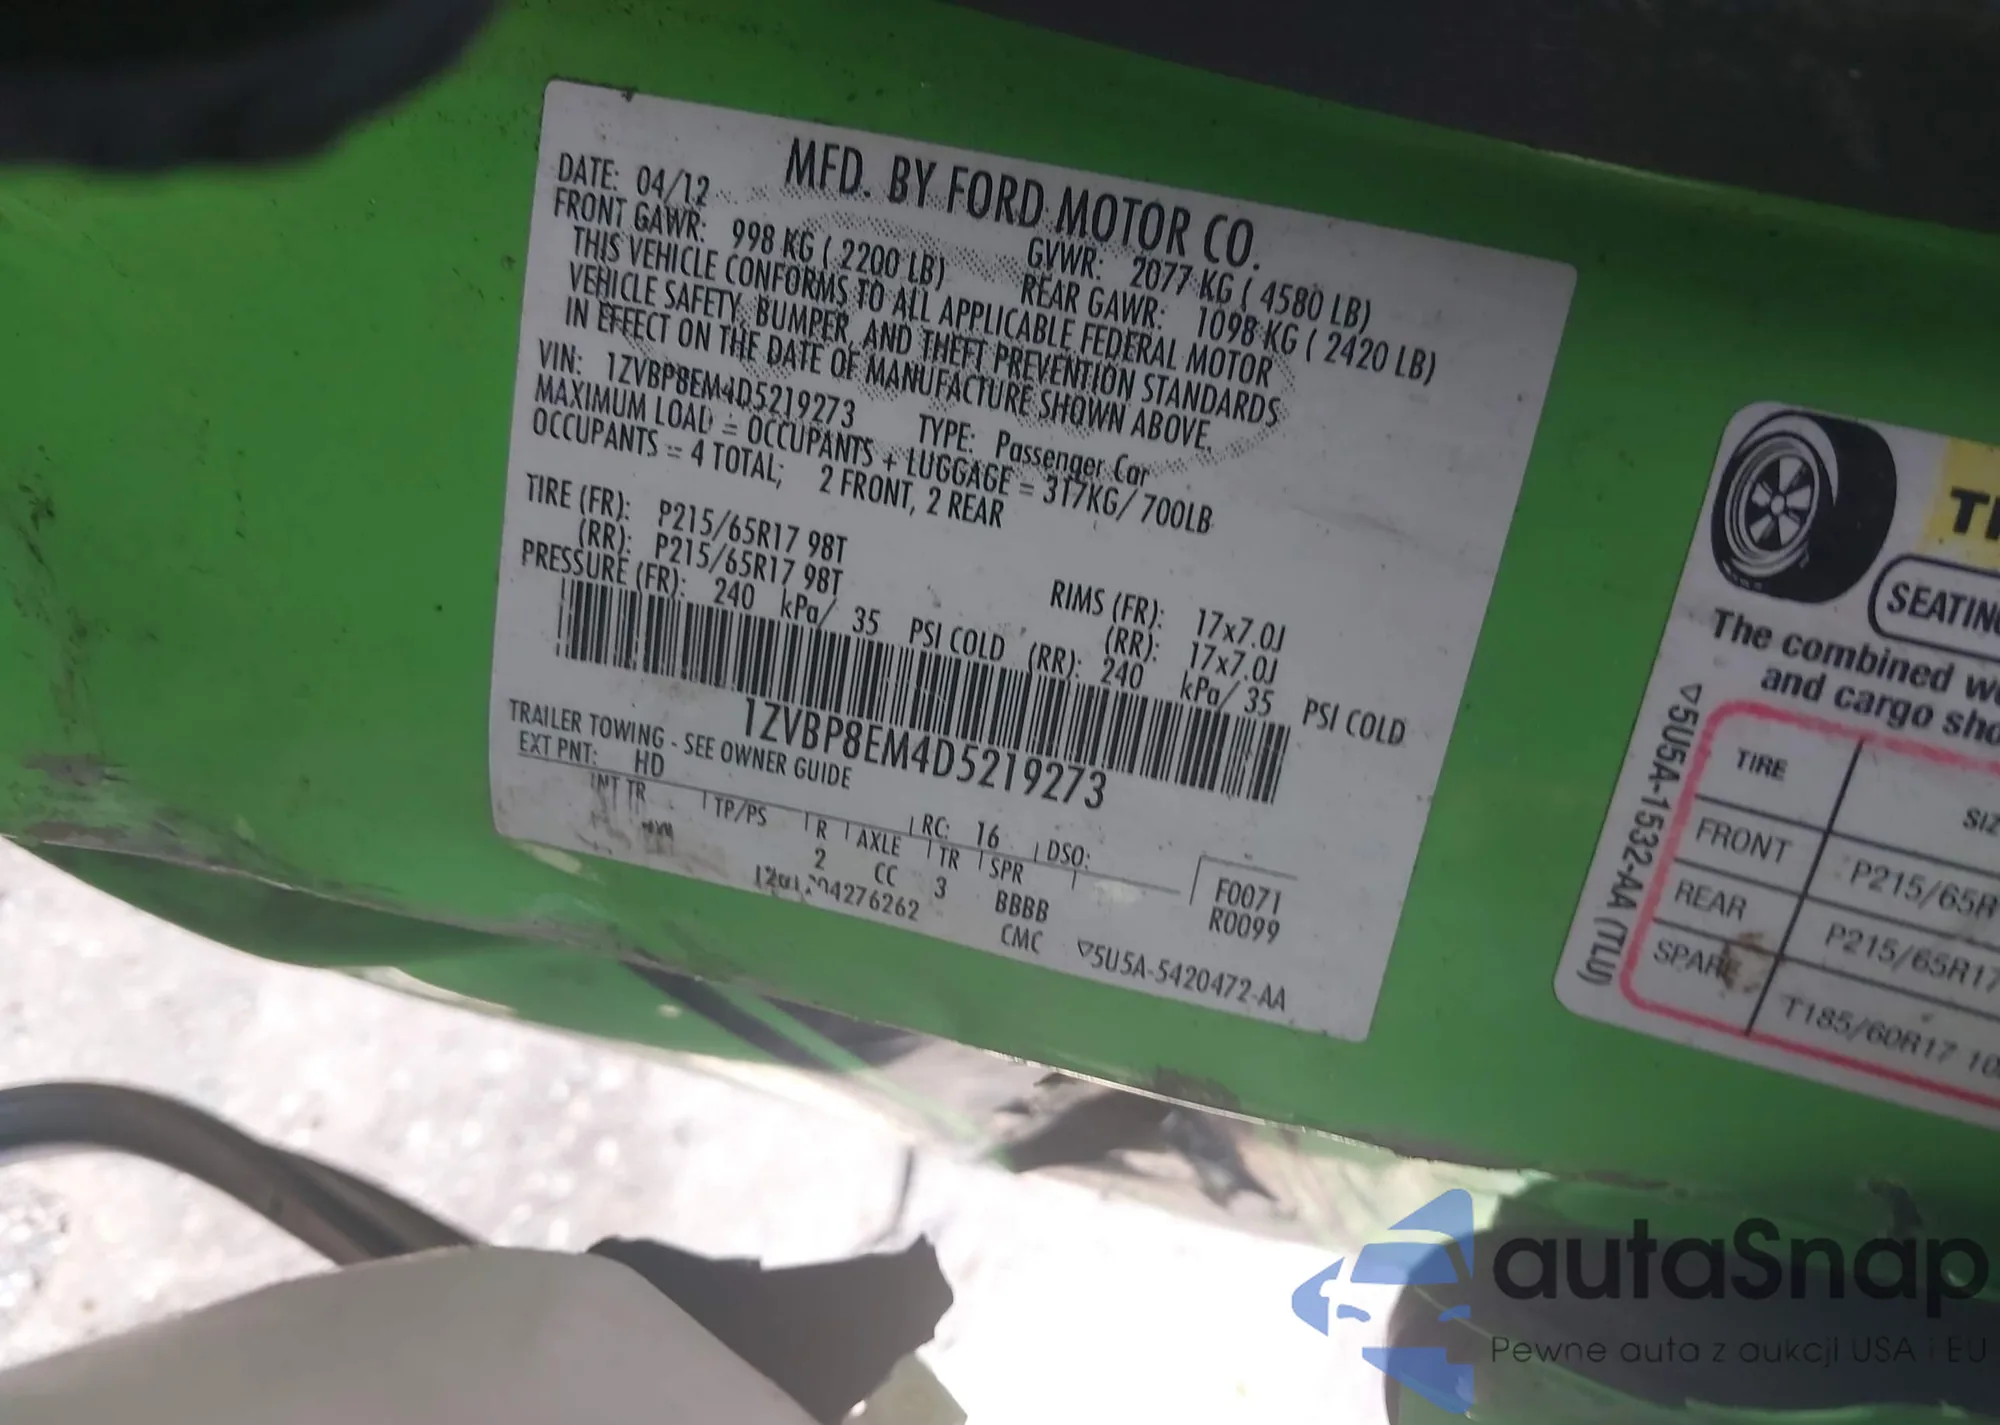 MFD. BY FORD MOTOR CO.
DATE: 04/12 GVWR: 2077 KG ( 4580 LB)
FRONT GAWR: 998 KG ( 2200 LB) REAR GAWR: 1098 KG ( 2420 LB)
THIS VEHICLE CONFORMS TO ALL APPLICABLE FEDERAL MOTOR
VEHICLE SAFETY, BUMPER, AND THEFT PREVENTION STANDARDS
IN EFFECT ON THE DATE OF MANUFACTURE SHOWN ABOVE.
VIN: 1ZVBP8EM4D5219273 TYPE: Passenger Car
MAXIMUM LOAD = OCCUPANTS + LUGGAGE = 317KG/ 700LB
OCCUPANTS = 4 TOTAL; 2 FRONT, 2 REAR
TIRE (FR): P215/65R17 98T RIMS (FR): 17x7.0J
(RR): P215/65R17 98T (RR): 17x7.0J
PRESSURE (FR): 240 kPa/ 35 PSI COLD (RR): 240 kPa/ 35 PSI COLD
1ZVBP8EM4D5219273
TRAILER TOWING - SEE OWNER GUIDE
EXT PNT: HD RC: 16 DSO:
INT TR TP/PS R AXLE TR SPR
2 CC 3 BBBB
F0071
R0099
CMC ▽5U5A-5420472-AA
SEATING
The combined
and cargo
▽5U5A-1532-AA (TLU)
TIRE
FRONT P215/65R
REAR P215/65R17
SPARE T185/60R17
autaSnap
Pewne auta z aukcji USA i EU